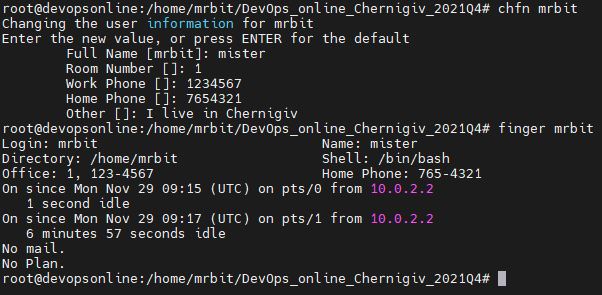 root@devopsonline:/home/mrbit/DevOps_online_Chernigiv_2021Q4# chfn mrbit
Changing the user information for mrbit
Enter the new value, or press ENTER for the default
        Full Name [mrbit]: mister
        Room Number []: 1
        Work Phone []: 1234567
        Home Phone []: 7654321
        Other []: I live in Chernigiv
root@devopsonline:/home/mrbit/DevOps_online_Chernigiv_2021Q4# finger mrbit
Login: mrbit                            Name: mister
Directory: /home/mrbit                  Shell: /bin/bash
Office: 1, 123-4567                     Home Phone: 765-4321
On since Mon Nov 29 09:15 (UTC) on pts/0 from 10.0.2.2
   1 second idle
On since Mon Nov 29 09:17 (UTC) on pts/1 from 10.0.2.2
   6 minutes 57 seconds idle
No mail.
No Plan.
root@devopsonline:/home/mrbit/DevOps_online_Chernigiv_2021Q4#